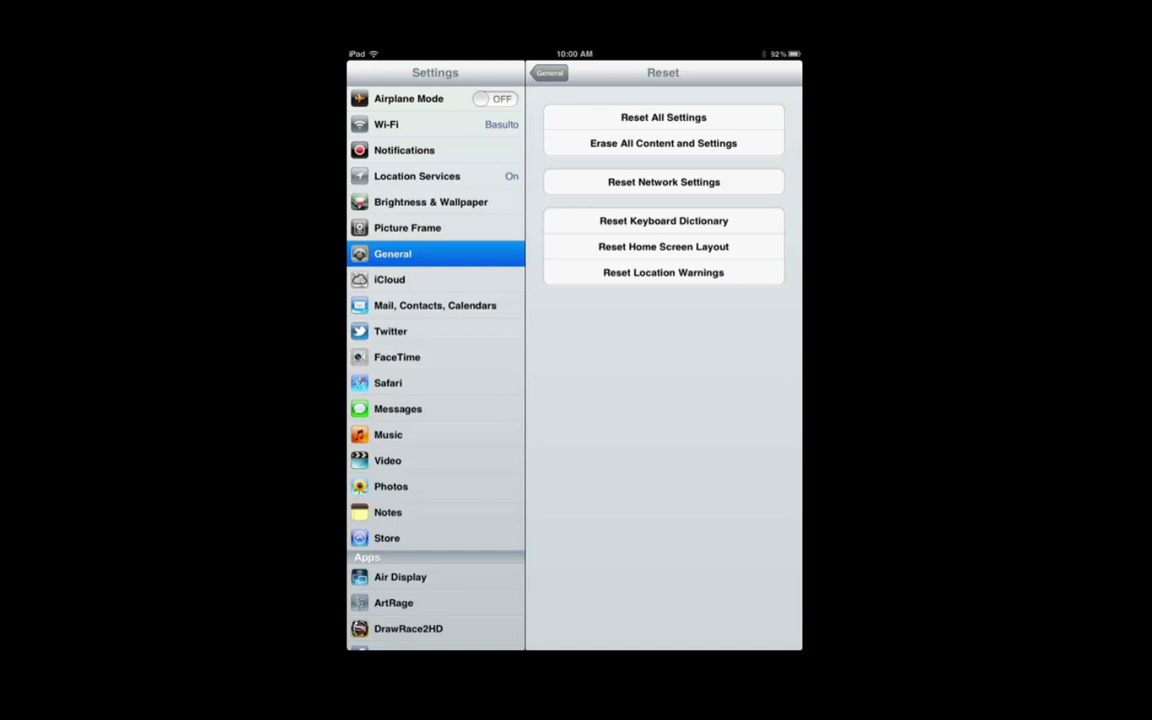 iPad
10:00 AM
92%
Settings
General
Reset
Airplane Mode
OFF
Wi-Fi
Basulto
Notifications
Location Services
On
Brightness & Wallpaper
Picture Frame
General
iCloud
Mail, Contacts, Calendars
Twitter
FaceTime
Safari
Messages
Music
Video
Photos
Notes
Store
Apps
Air Display
ArtRage
DrawRace2HD
Reset All Settings
Erase All Content and Settings
Reset Network Settings
Reset Keyboard Dictionary
Reset Home Screen Layout
Reset Location Warnings